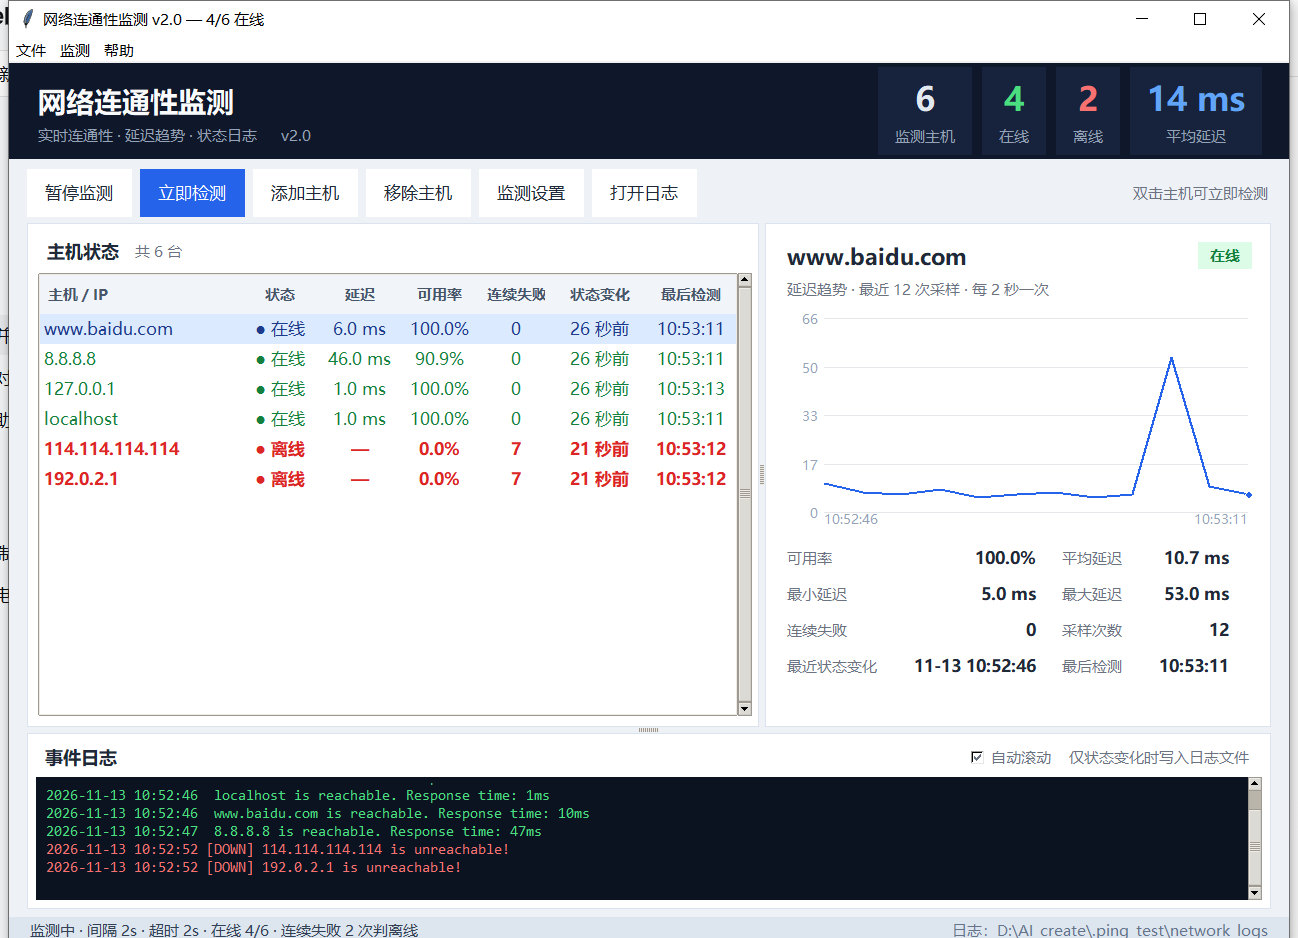 网络连通性监测 v2.0 — 4/6 在线
文件 监测 帮助
网络连通性监测
实时连通性 · 延迟趋势 · 状态日志 v2.0
6 监测主机
4 在线
2 离线
14 ms 平均延迟
暂停监测 立即检测 添加主机 移除主机 监测设置 打开日志 双击主机可立即检测
主机状态 共 6 台
主机 / IP 状态 延迟 可用率 连续失败 状态变化 最后检测
www.baidu.com ● 在线 6.0 ms 100.0% 0 26 秒前 10:53:11
8.8.8.8 ● 在线 46.0 ms 90.9% 0 26 秒前 10:53:11
127.0.0.1 ● 在线 1.0 ms 100.0% 0 26 秒前 10:53:13
localhost ● 在线 1.0 ms 100.0% 0 26 秒前 10:53:11
114.114.114.114 ● 离线 — 0.0% 7 21 秒前 10:53:12
192.0.2.1 ● 离线 — 0.0% 7 21 秒前 10:53:12
www.baidu.com 在线
延迟趋势 · 最近 12 次采样 · 每 2 秒一次
66
50
33
17
0
10:52:46 10:53:11
可用率 100.0% 平均延迟 10.7 ms
最小延迟 5.0 ms 最大延迟 53.0 ms
连续失败 0 采样次数 12
最近状态变化 11-13 10:52:46 最后检测 10:53:11
事件日志 自动滚动 仅状态变化时写入日志文件
2026-11-13 10:52:46 localhost is reachable. Response time: 1ms
2026-11-13 10:52:46 www.baidu.com is reachable. Response time: 10ms
2026-11-13 10:52:47 8.8.8.8 is reachable. Response time: 47ms
2026-11-13 10:52:52 [DOWN] 114.114.114.114 is unreachable!
2026-11-13 10:52:52 [DOWN] 192.0.2.1 is unreachable!
监测中 · 间隔 2s · 超时 2s · 在线 4/6 · 连续失败 2 次判离线 日志: D:\AI_create\.ping_test\network_logs